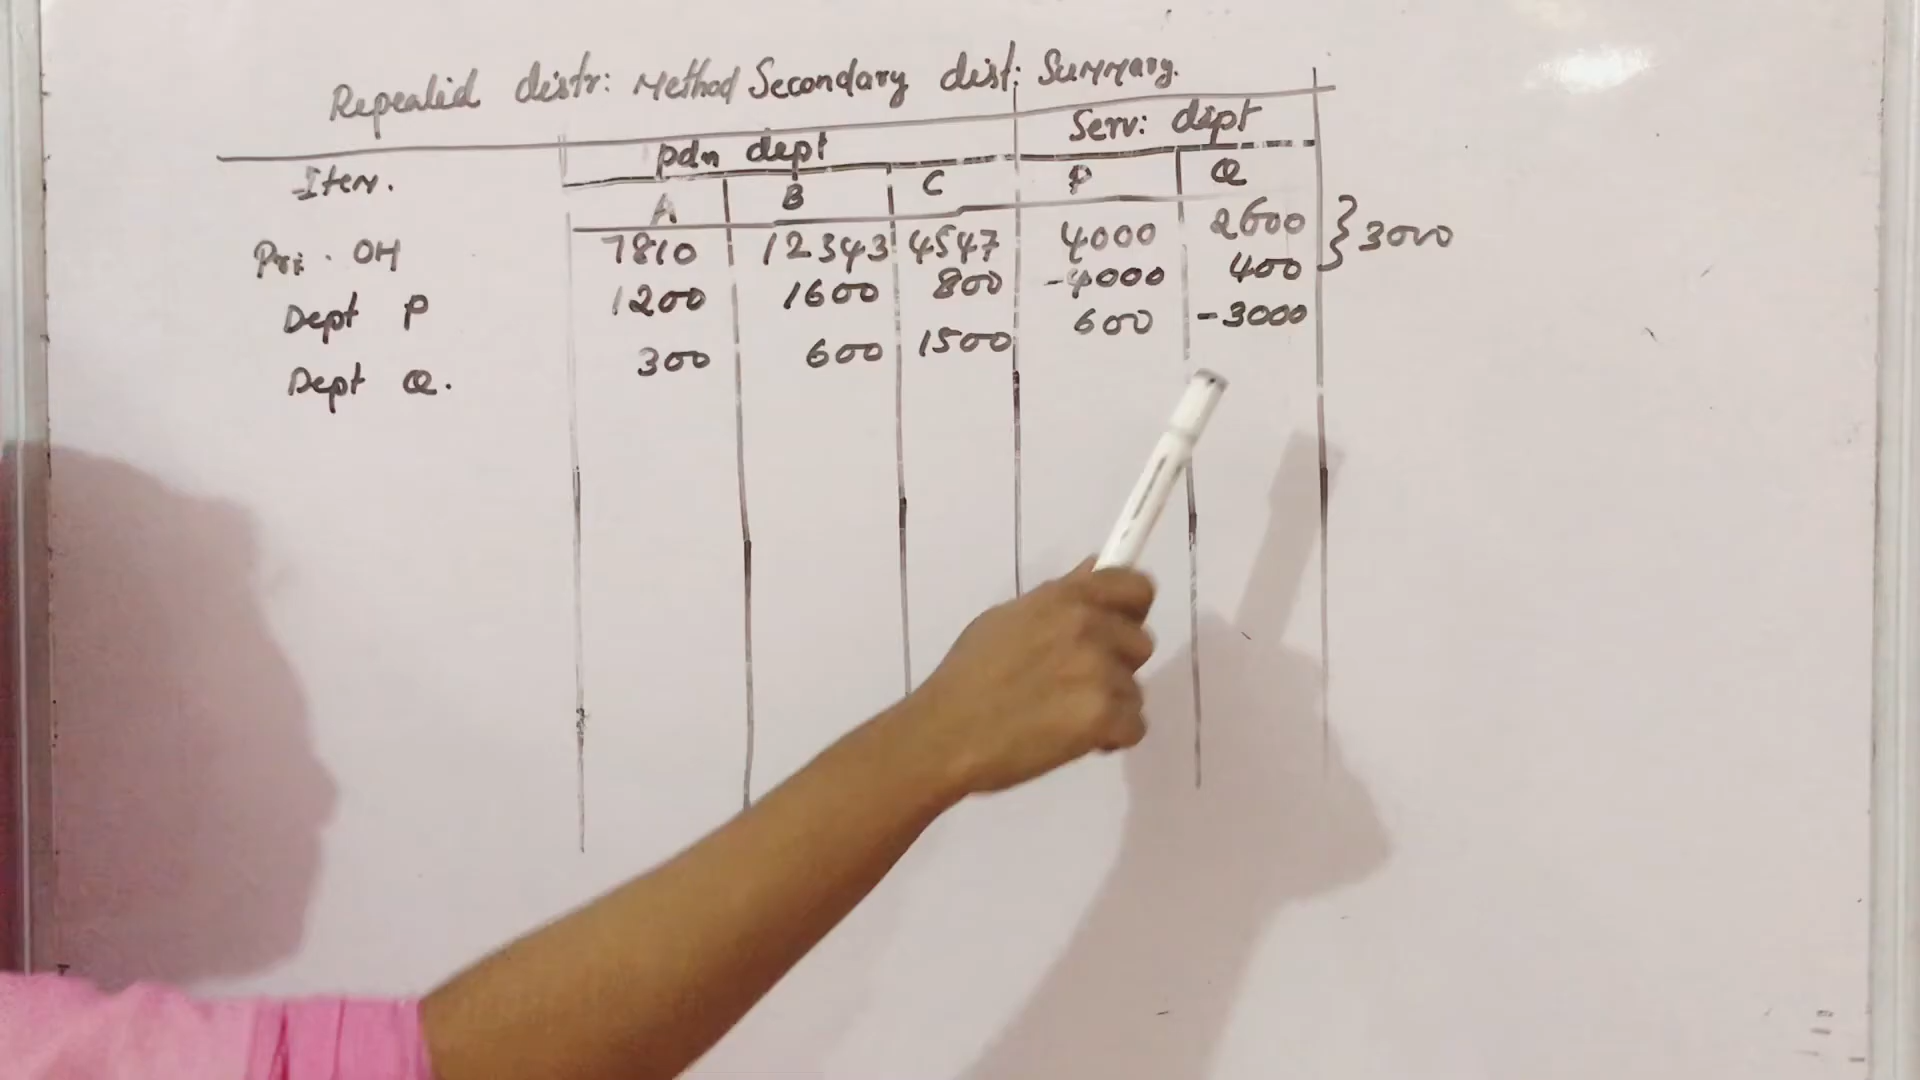 Repealid distr: Method Secondary dist: Summary.
Item. pdn dept Serv: dept
A B C P Q
Pri. OH 7810 12343 4547 4000 2600 } 3000
Dept P 1200 1600 800 -4000 400
Dept Q. 300 600 1500 600 -3000